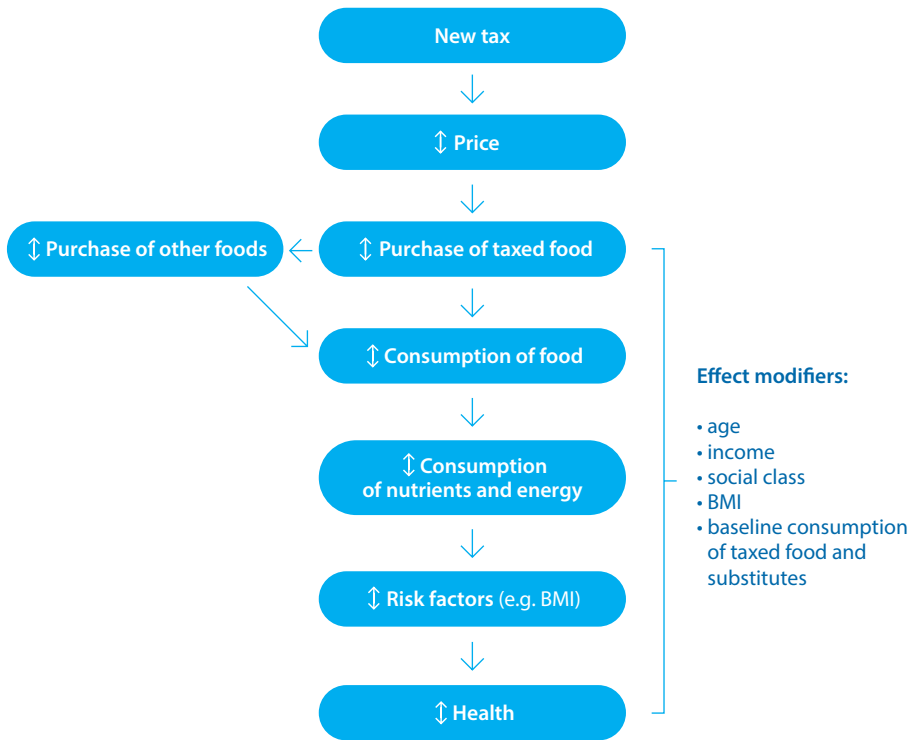 New tax
↕ Price
↕ Purchase of other foods
↕ Purchase of taxed food
↕ Consumption of food
↕ Consumption
of nutrients and energy
↕ Risk factors (e.g. BMI)
↕ Health
Effect modifiers:
• age
• income
• social class
• BMI
• baseline consumption
of taxed food and
substitutes